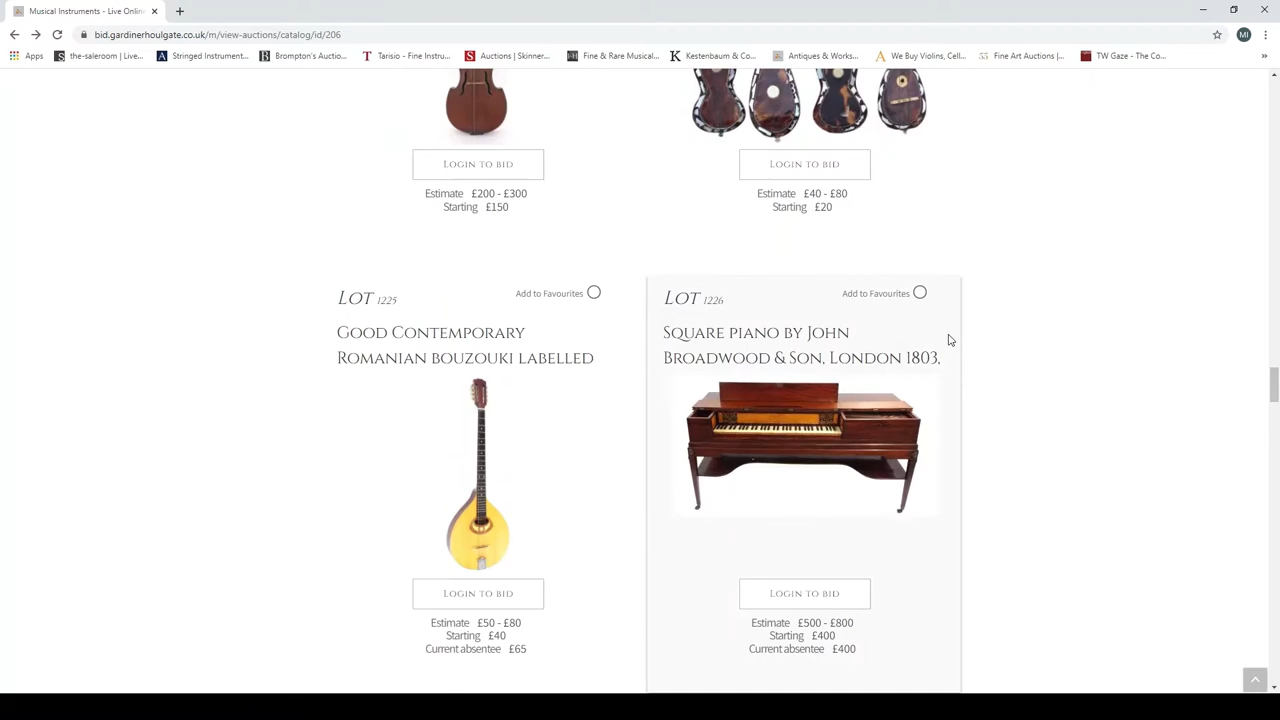 Musical Instruments - Live Onlin
bid.gardinerhoulgate.co.uk/m/view-auctions/catalog/id/206
MI
Apps
the-saleroom | Live...
Stringed Instrument...
Brompton's Auctio...
Tarisio - Fine Instru...
Auctions | Skinner...
Fine & Rare Musical...
Kestenbaum & Co...
Antiques & Works...
We Buy Violins, Cell...
Fine Art Auctions |...
TW Gaze - The Co...
LOGIN TO BID
Estimate £200 - £300
Starting £150
LOGIN TO BID
Estimate £40 - £80
Starting £20
LOT 1225
Add to Favourites
GOOD CONTEMPORARY
ROMANIAN BOUZOUKI LABELLED
LOGIN TO BID
Estimate £50 - £80
Starting £40
Current absentee £65
LOT 1226
Add to Favourites
SQUARE PIANO BY JOHN
BROADWOOD & SON, LONDON 1803,
LOGIN TO BID
Estimate £500 - £800
Starting £400
Current absentee £400